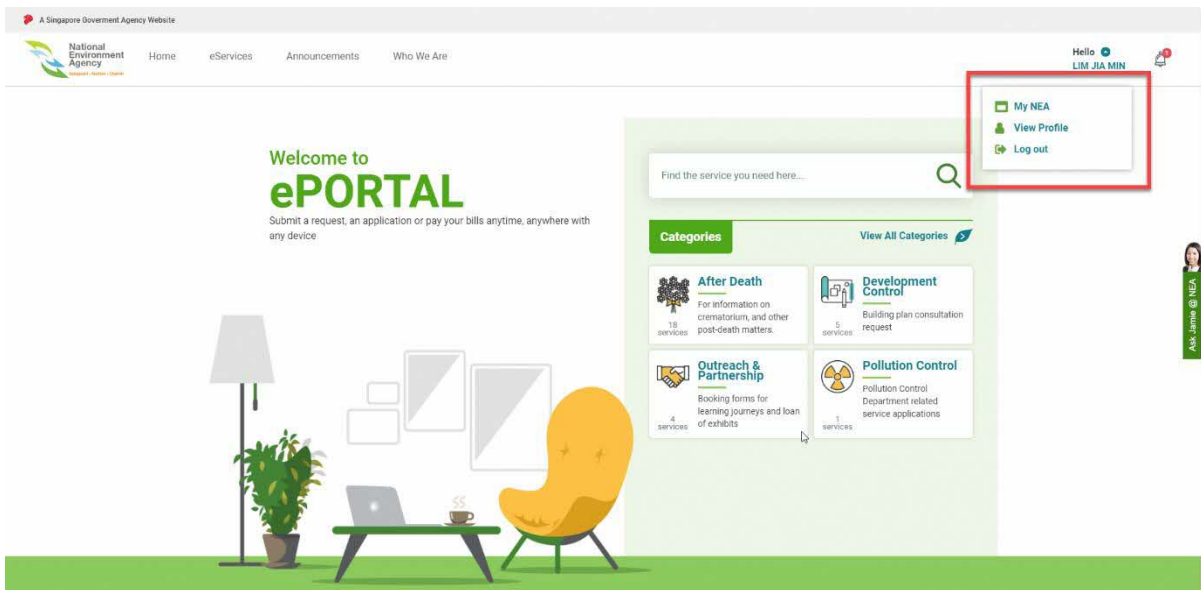 A Singapore Goverment Agency Website
National
Environment
Agency
Safeguard · Nurture · Cherish
Home
eServices
Announcements
Who We Are
Hello
LIM JIA MIN
1
My NEA
View Profile
Log out
Welcome to
ePORTAL
Submit a request, an application or pay your bills anytime, anywhere with
any device
Find the service you need here...
Categories
View All Categories
After Death
For information on
crematorium, and other
post-death matters.
18
services
Development
Control
Building plan consultation
request
5
services
Outreach &
Partnership
Booking forms for
learning journeys and loan
of exhibits
4
services
Pollution Control
Pollution Control
Department related
service applications
1
services
Ask Jamie @ NEA